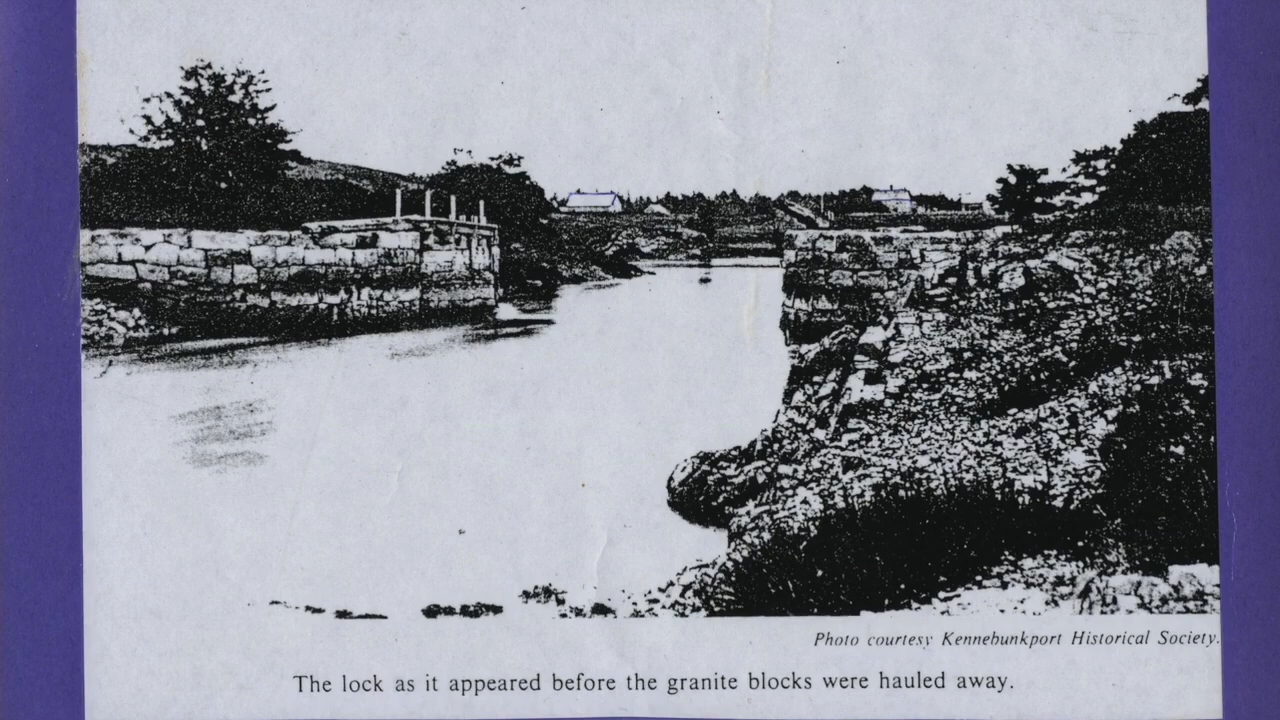 Photo courtesy Kennebunkport Historical Society.
The lock as it appeared before the granite blocks were hauled away.